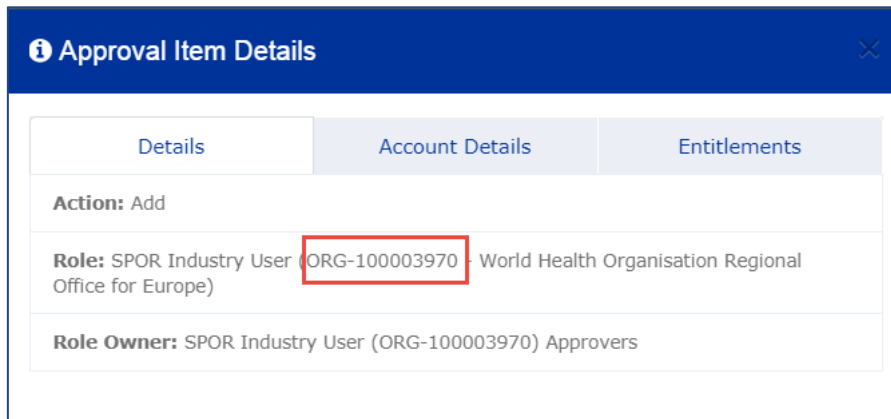 Approval Item Details
Details Account Details Entitlements
Action: Add
Role: SPOR Industry User (ORG-100003970 - World Health Organisation Regional
Office for Europe)
Role Owner: SPOR Industry User (ORG-100003970) Approvers